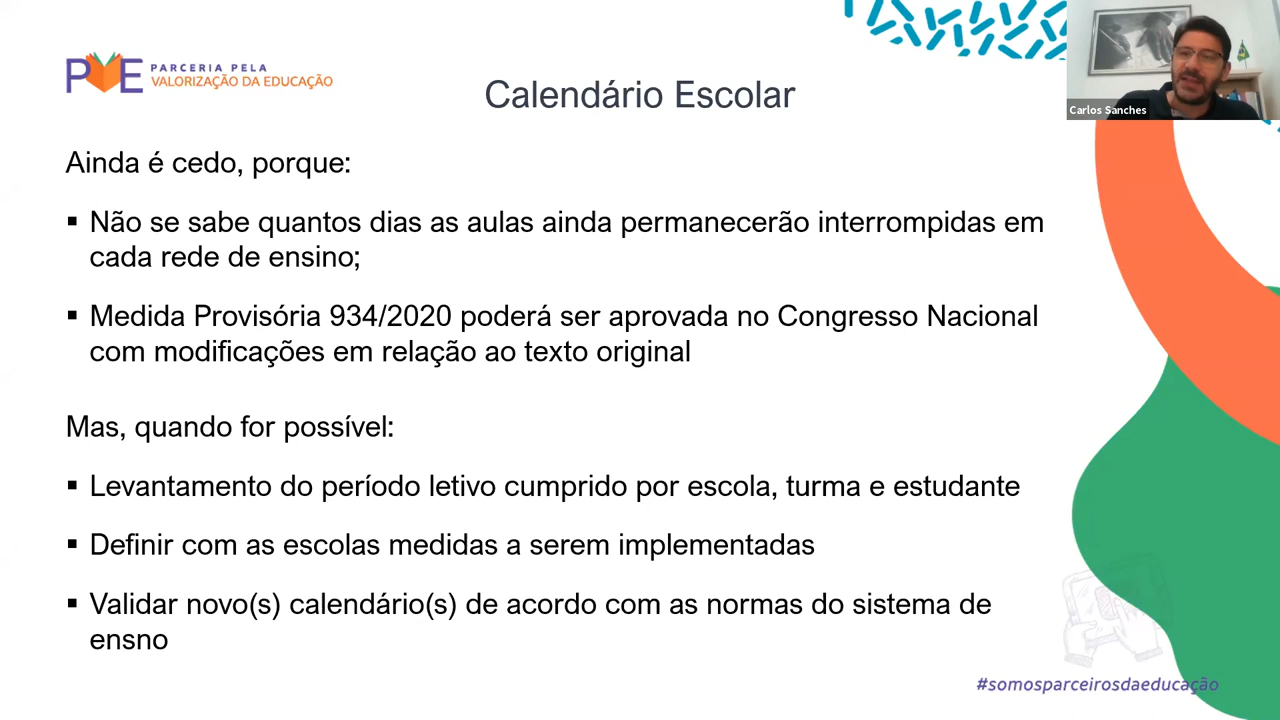 PVE PARCERIA PELA
VALORIZAÇÃO DA EDUCAÇÃO
Calendário Escolar
Carlos Sanches
Ainda é cedo, porque:
▪ Não se sabe quantos dias as aulas ainda permanecerão interrompidas em
cada rede de ensino;
▪ Medida Provisória 934/2020 poderá ser aprovada no Congresso Nacional
com modificações em relação ao texto original
Mas, quando for possível:
▪ Levantamento do período letivo cumprido por escola, turma e estudante
▪ Definir com as escolas medidas a serem implementadas
▪ Validar novo(s) calendário(s) de acordo com as normas do sistema de
ensno
#somosparceirosdaeducação